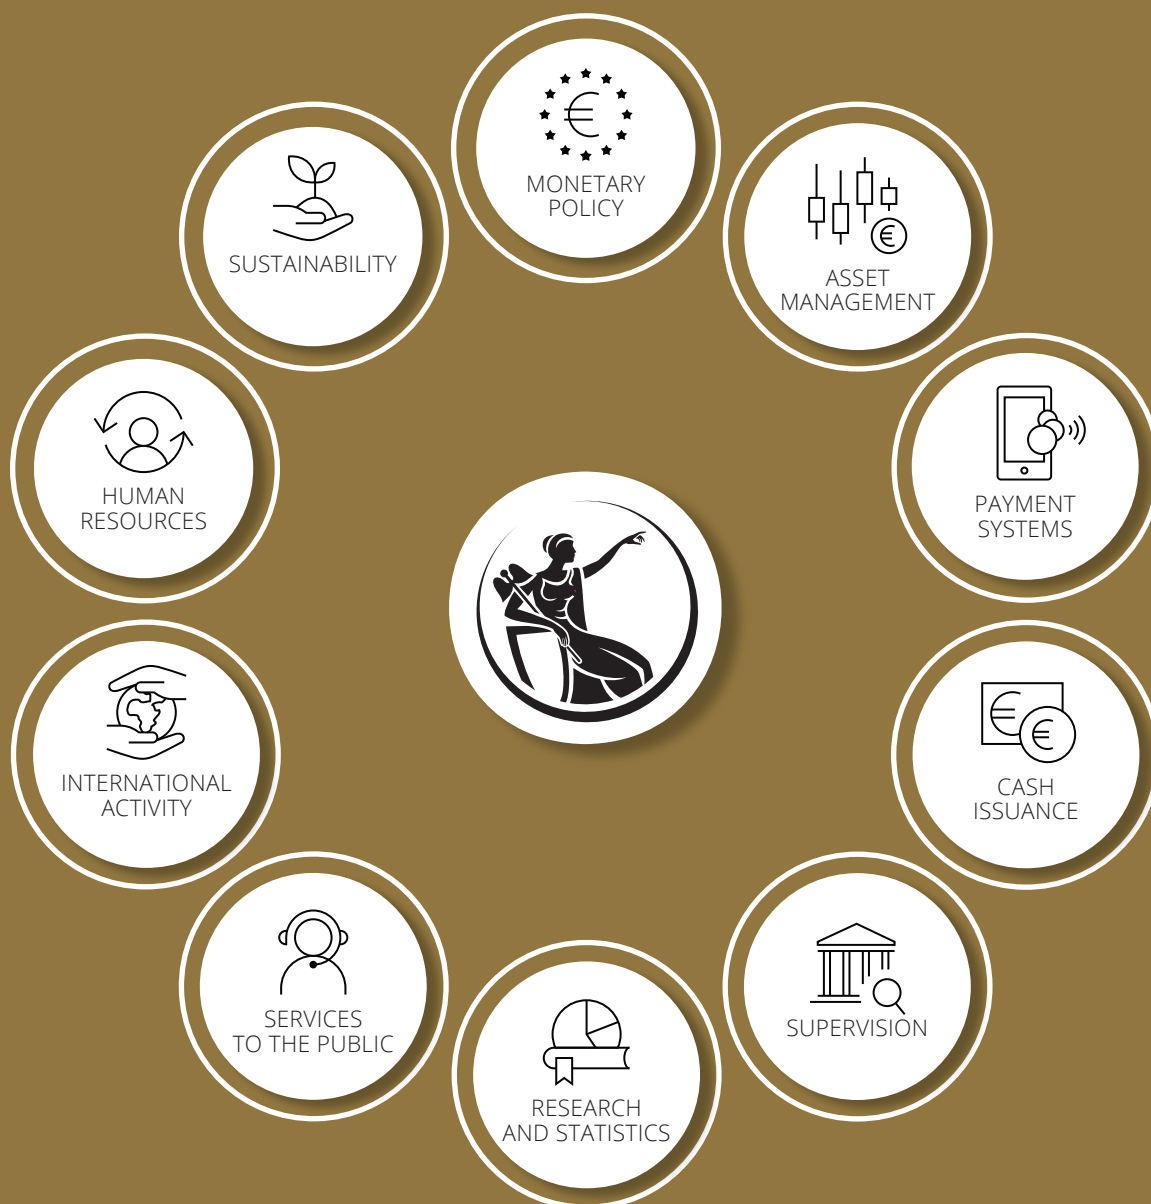 MONETARY
POLICY
ASSET
MANAGEMENT
PAYMENT
SYSTEMS
CASH
ISSUANCE
SUPERVISION
RESEARCH
AND STATISTICS
SERVICES
TO THE PUBLIC
INTERNATIONAL
ACTIVITY
HUMAN
RESOURCES
SUSTAINABILITY